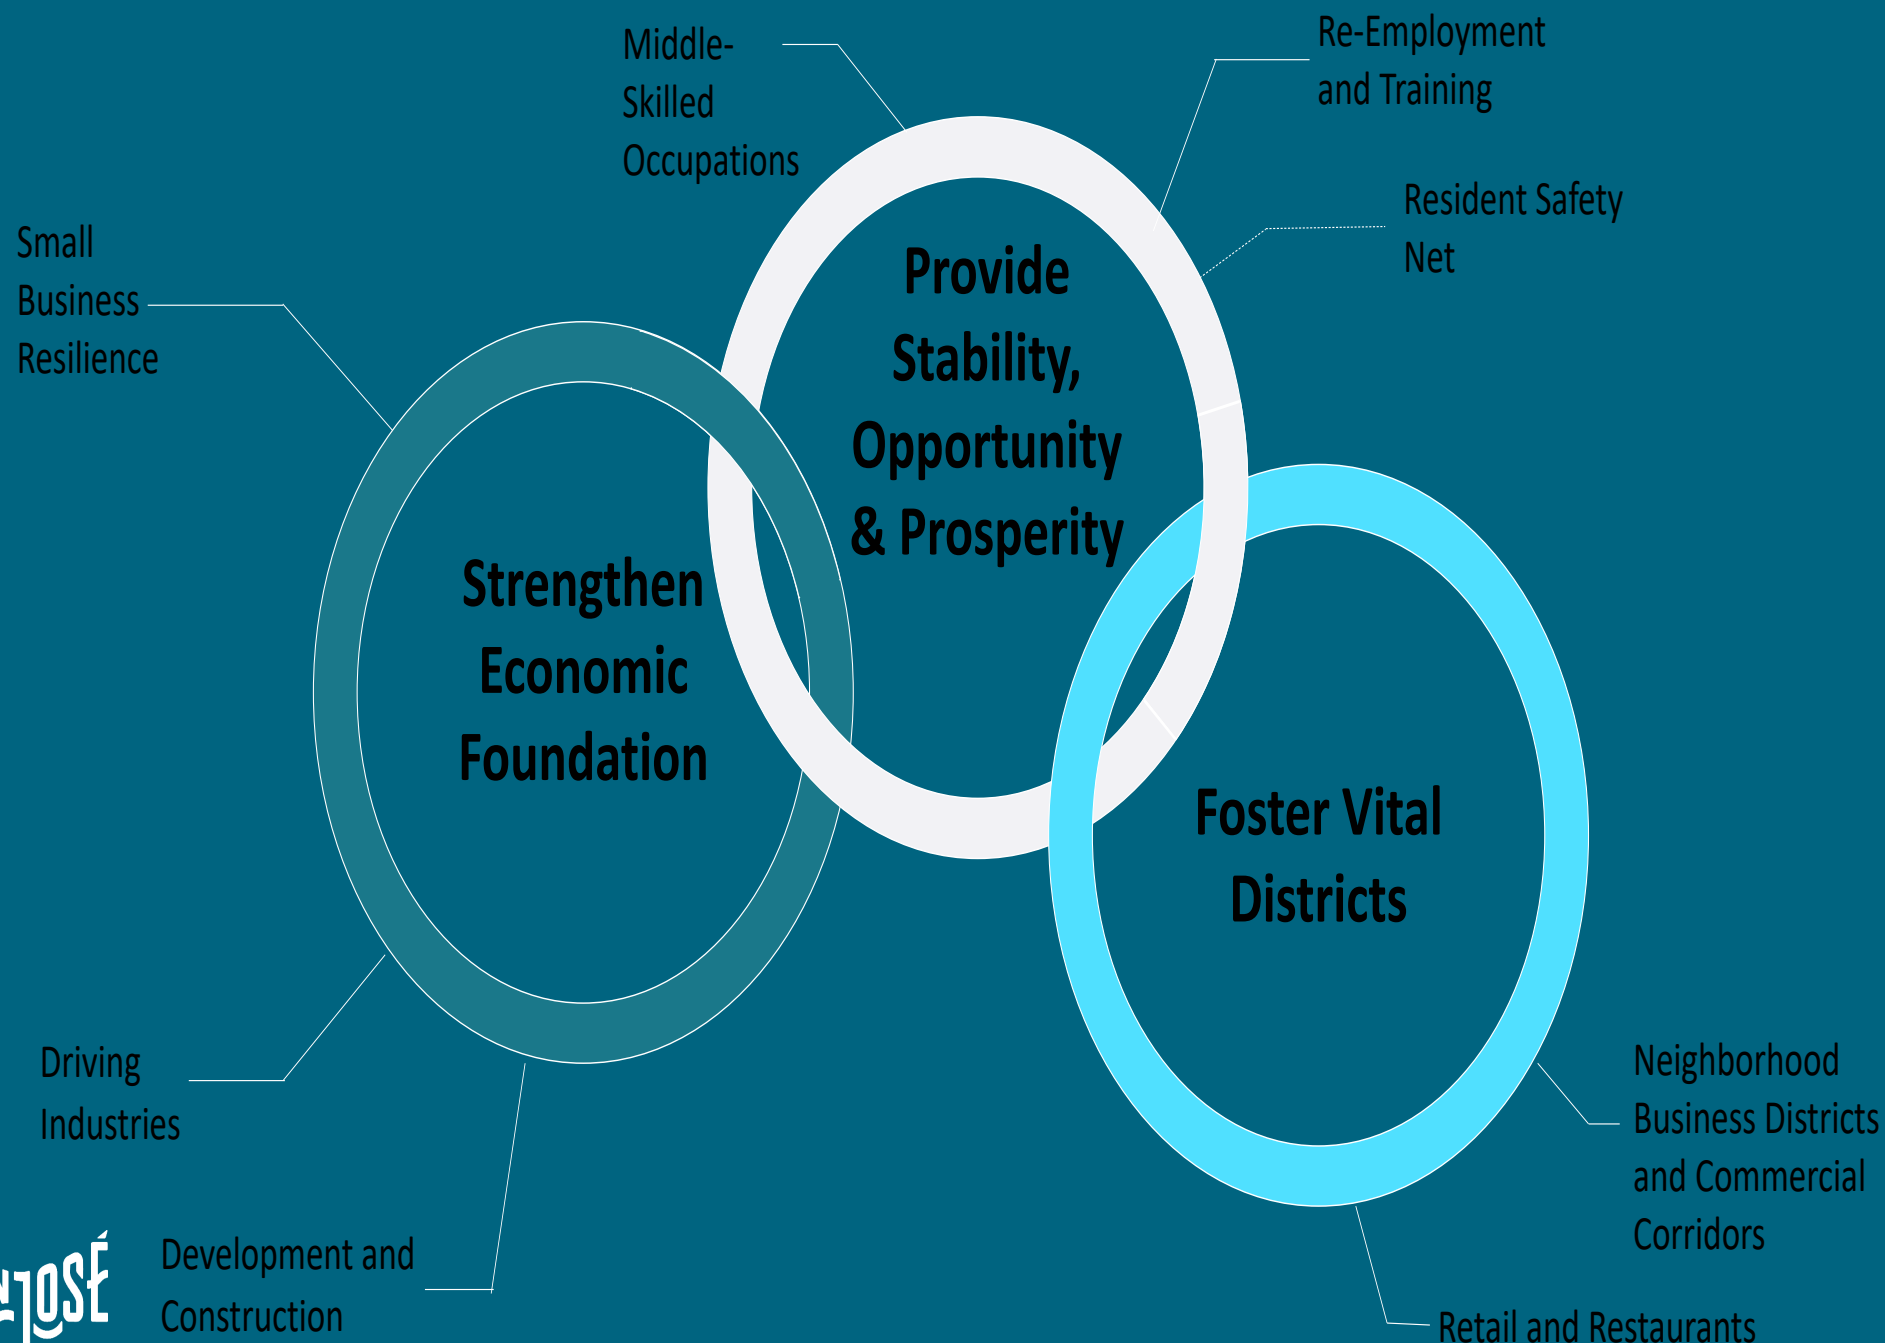 Middle-
Skilled
Occupations
Re-Employment
and Training
Resident Safety
Net
Small
Business
Resilience
Provide
Stability,
Opportunity
& Prosperity
Strengthen
Economic
Foundation
Foster Vital
Districts
Driving
Industries
Neighborhood
Business Districts
and Commercial
Corridors
Development and
Construction
Retail and Restaurants
JOSÉ